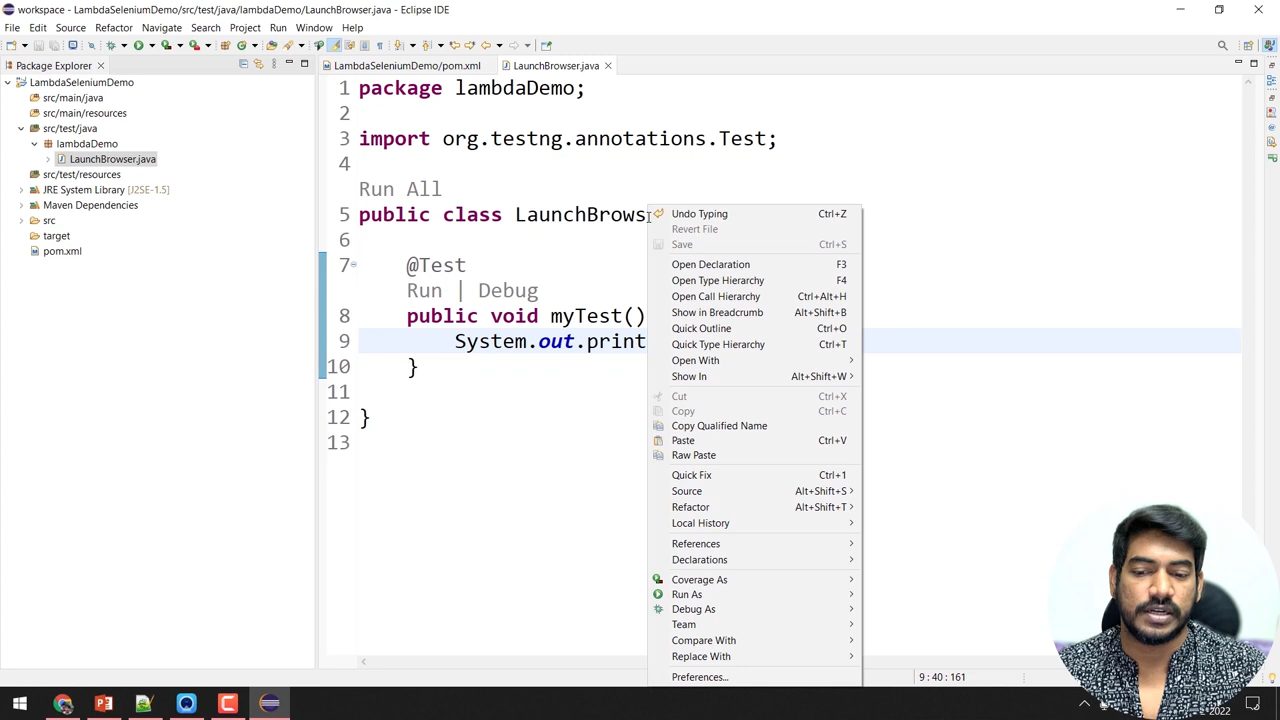 workspace - LambdaSeleniumDemo/src/test/java/lambdaDemo/LaunchBrowser.java - Eclipse IDE
File Edit Source Refactor Navigate Search Project Run Window Help
Package Explorer
LambdaSeleniumDemo/pom.xml
LaunchBrowser.java
LambdaSeleniumDemo
src/main/java
src/main/resources
src/test/java
lambdaDemo
LaunchBrowser.java
src/test/resources
JRE System Library [J2SE-1.5]
Maven Dependencies
src
target
pom.xml
1 package lambdaDemo;
2
3 import org.testng.annotations.Test;
4
Run All
5 public class LaunchBrows
6
7 @Test
Run | Debug
8 public void myTest()
9 System.out.print
10 }
11
12 }
13
Undo Typing Ctrl+Z
Revert File
Save Ctrl+S
Open Declaration F3
Open Type Hierarchy F4
Open Call Hierarchy Ctrl+Alt+H
Show in Breadcrumb Alt+Shift+B
Quick Outline Ctrl+O
Quick Type Hierarchy Ctrl+T
Open With
Show In Alt+Shift+W
Cut Ctrl+X
Copy Ctrl+C
Copy Qualified Name
Paste Ctrl+V
Raw Paste
Quick Fix Ctrl+1
Source Alt+Shift+S
Refactor Alt+Shift+T
Local History
References
Declarations
Coverage As
Run As
Debug As
Team
Compare With
Replace With
Preferences...
9 : 40 : 161
2022